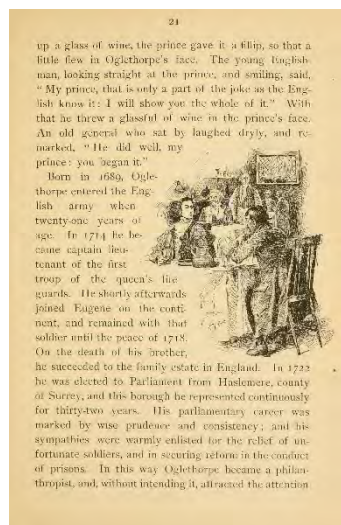 21
up a glass of wine, the prince gave it a fillip, so that a
little flew in Oglethorpe's face. The young English-
man, looking straight at the prince, and smiling, said,
"My prince, that is only a part of the joke as the Eng-
lish know it: I will show you the whole of it." With
that he threw a glassful of wine in the prince's face.
An old general who sat by laughed dryly, and re-
marked, "He did well, my
prince: you began it."
Born in 1689, Ogle-
thorpe entered the Eng-
lish army when
twenty-one years of
age. In 1714 he be-
came captain lieu-
tenant of the first
troop of the queen's life
guards. He shortly afterwards
joined Eugene on the conti-
nent, and remained with that
soldier until the peace of 1718.
On the death of his brother,
he succeeded to the family estate in England. In 1722
he was elected to Parliament from Haslemere, county
of Surrey, and this borough he represented continuously
for thirty-two years. His parliamentary career was
marked by wise prudence and consistency; and his
sympathies were warmly enlisted for the relief of un-
fortunate soldiers, and in securing reform in the conduct
of prisons. In this way Oglethorpe became a philan-
thropist, and, without intending it, attracted the attention